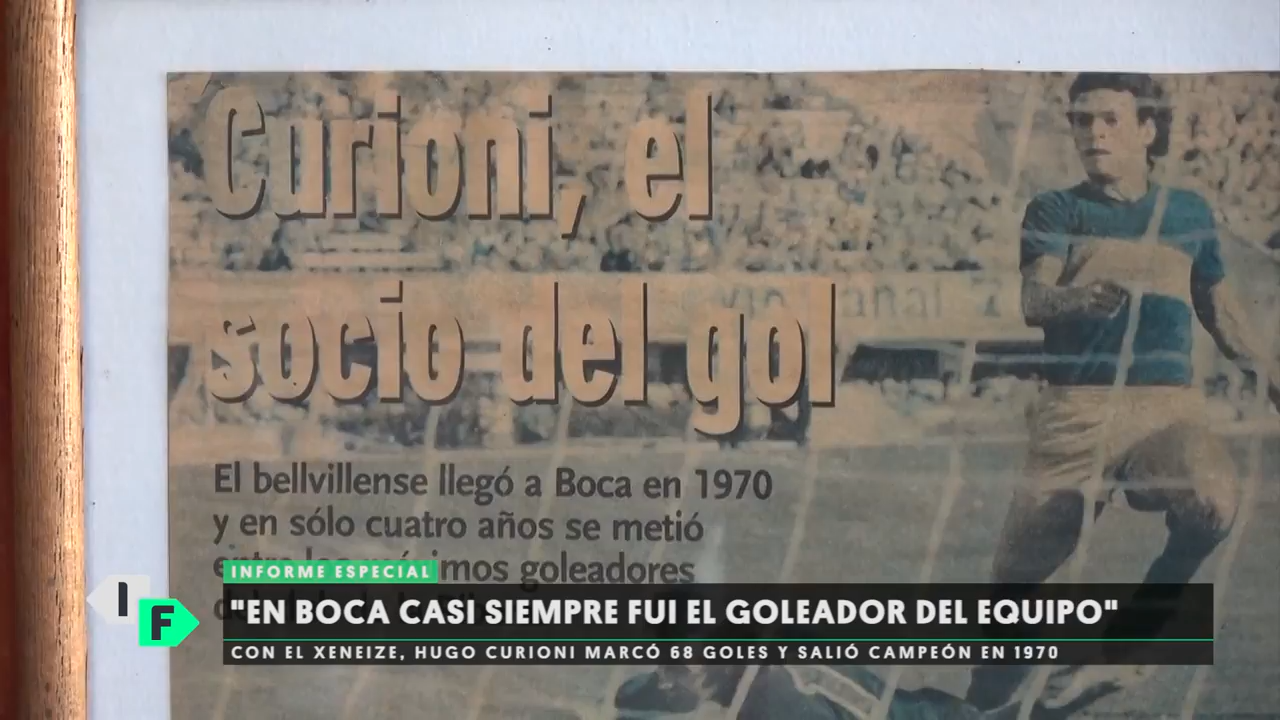 Curioni, el
socio del gol
El bellvillense llegó a Boca en 1970
y en sólo cuatro años se metió
goleadores
INFORME ESPECIAL
IF
"EN BOCA CASI SIEMPRE FUI EL GOLEADOR DEL EQUIPO"
CON EL XENEIZE, HUGO CURIONI MARCÓ 68 GOLES Y SALIÓ CAMPEÓN EN 1970